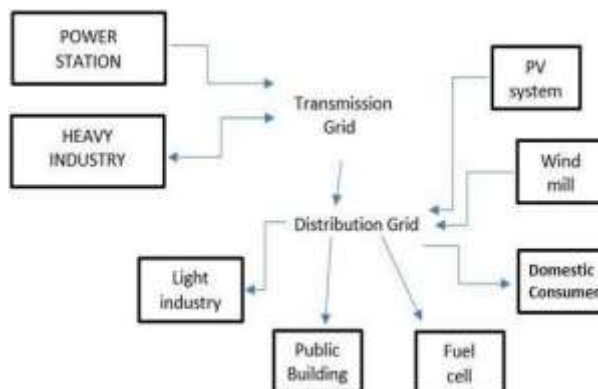 POWER
STATION
PV
system
HEAVY
INDUSTRY
Transmission
Grid
Wind
mill
Distribution Grid
Light
industry
Domestic
Consumer
Public
Building
Fuel
cell